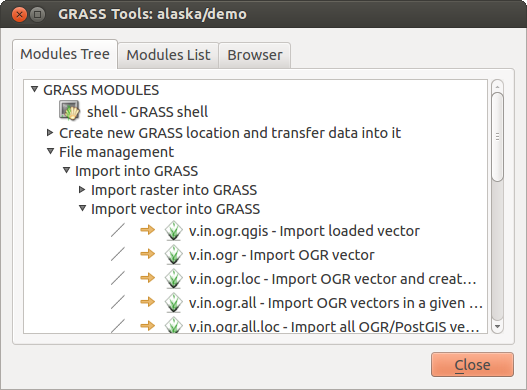 GRASS Tools: alaska/demo
Modules Tree Modules List Browser
GRASS MODULES
shell - GRASS shell
Create new GRASS location and transfer data into it
File management
Import into GRASS
Import raster into GRASS
Import vector into GRASS
v.in.ogr.qgis - Import loaded vector
v.in.ogr - Import OGR vector
v.in.ogr.loc - Import OGR vector and creat...
v.in.ogr.all - Import OGR vectors in a given ...
v.in.ogr.all.loc - Import all OGR/PostGIS ve...
Close